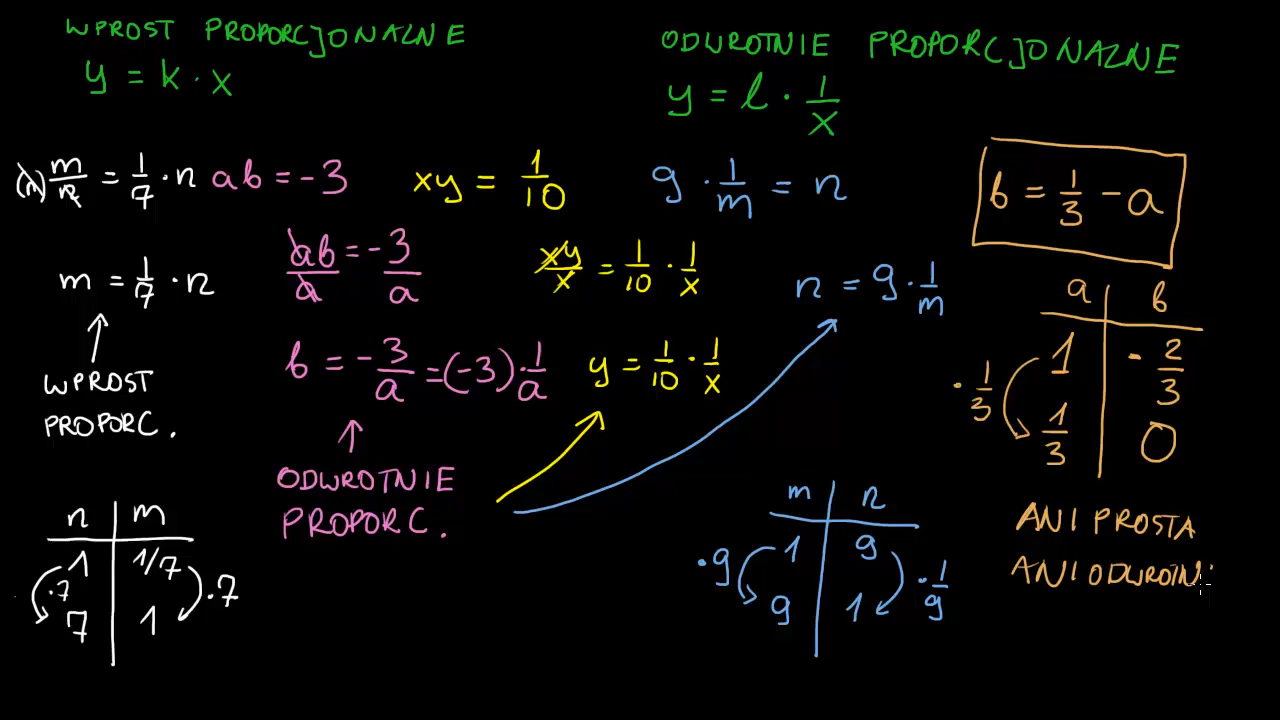 WPROST PROPORCJONALNE
y = k · x
ODWROTNIE PROPORCJONALNE
y = l · 1/x
(n) m/n = 1/7 · n
m = 1/7 · n
WPROST
PROPORC.
n | m
1 | 1/7
7 | 1
·7
·7
ab = -3
ab/a = -3/a
b = -3/a = (-3) · 1/a
ODWROTNIE
PROPORC.
xy = 1/10
xy/x = 1/10 · 1/x
y = 1/10 · 1/x
9 · 1/m = n
n = 9 · 1/m
m | n
1 | 9
9 | 1
·9
·1/9
b = 1/3 - a
a | b
1 | -2/3
1/3 | 0
·1/3
ANI PROSTA
ANI ODWROTN